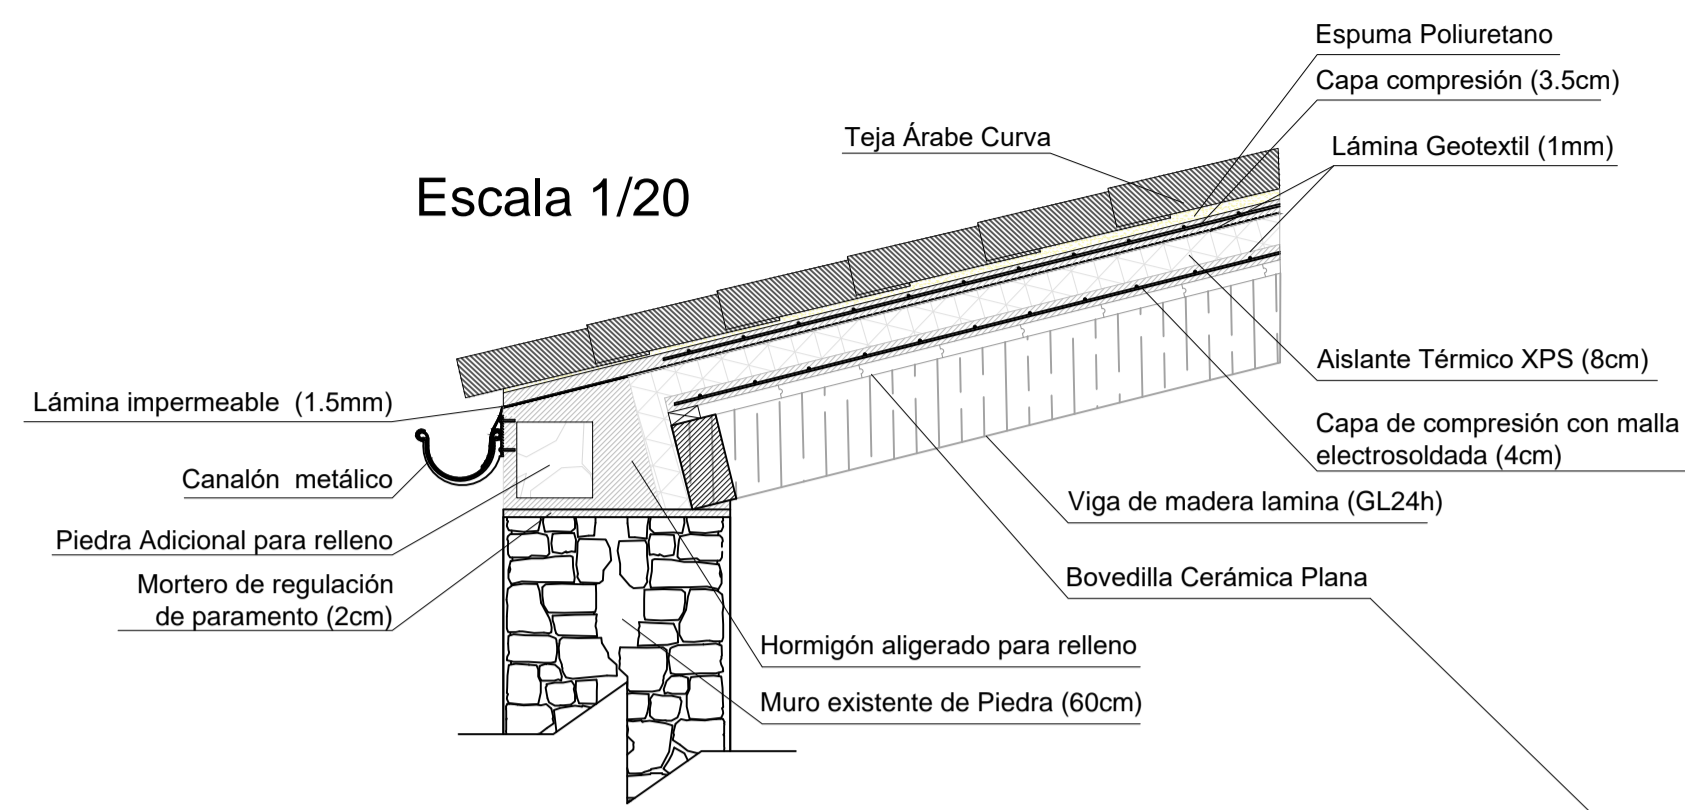 Espuma Poliuretano
Capa compresión (3.5cm)
Teja Árabe Curva
Lámina Geotextil (1mm)
Escala 1/20
Aislante Térmico XPS (8cm)
Lámina impermeable (1.5mm)
Capa de compresión con malla
electrosoldada (4cm)
Canalón metálico
Viga de madera lamina (GL24h)
Piedra Adicional para relleno
Bovedilla Cerámica Plana
Mortero de regulación
de paramento (2cm)
Hormigón aligerado para relleno
Muro existente de Piedra (60cm)